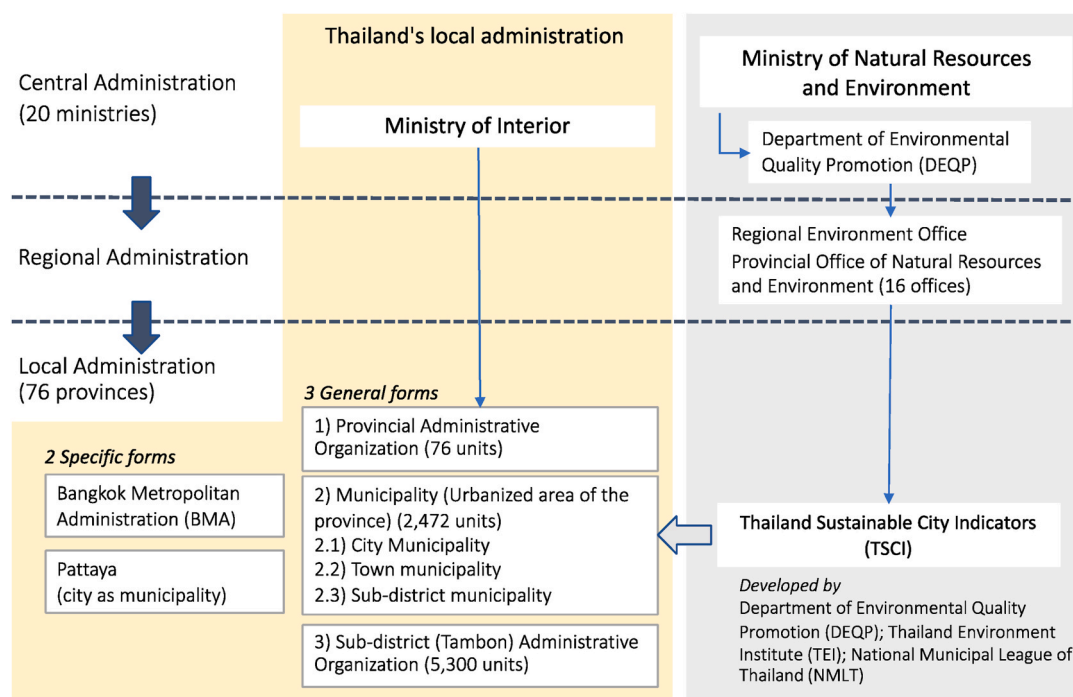 Thailand's local administration
Central Administration
(20 ministries)
Regional Administration
Local Administration
(76 provinces)
2 Specific forms
Bangkok Metropolitan
Administration (BMA)
Pattaya
(city as municipality)
Ministry of Interior
3 General forms
1) Provincial Administrative
Organization (76 units)
2) Municipality (Urbanized area of the
province) (2,472 units)
2.1) City Municipality
2.2) Town municipality
2.3) Sub-district municipality
3) Sub-district (Tambon) Administrative
Organization (5,300 units)
Ministry of Natural Resources
and Environment
Department of Environmental
Quality Promotion (DEQP)
Regional Environment Office
Provincial Office of Natural Resources
and Environment (16 offices)
Thailand Sustainable City Indicators
(TSCI)
Developed by
Department of Environmental Quality
Promotion (DEQP); Thailand Environment
Institute (TEI); National Municipal League of
Thailand (NMLT)